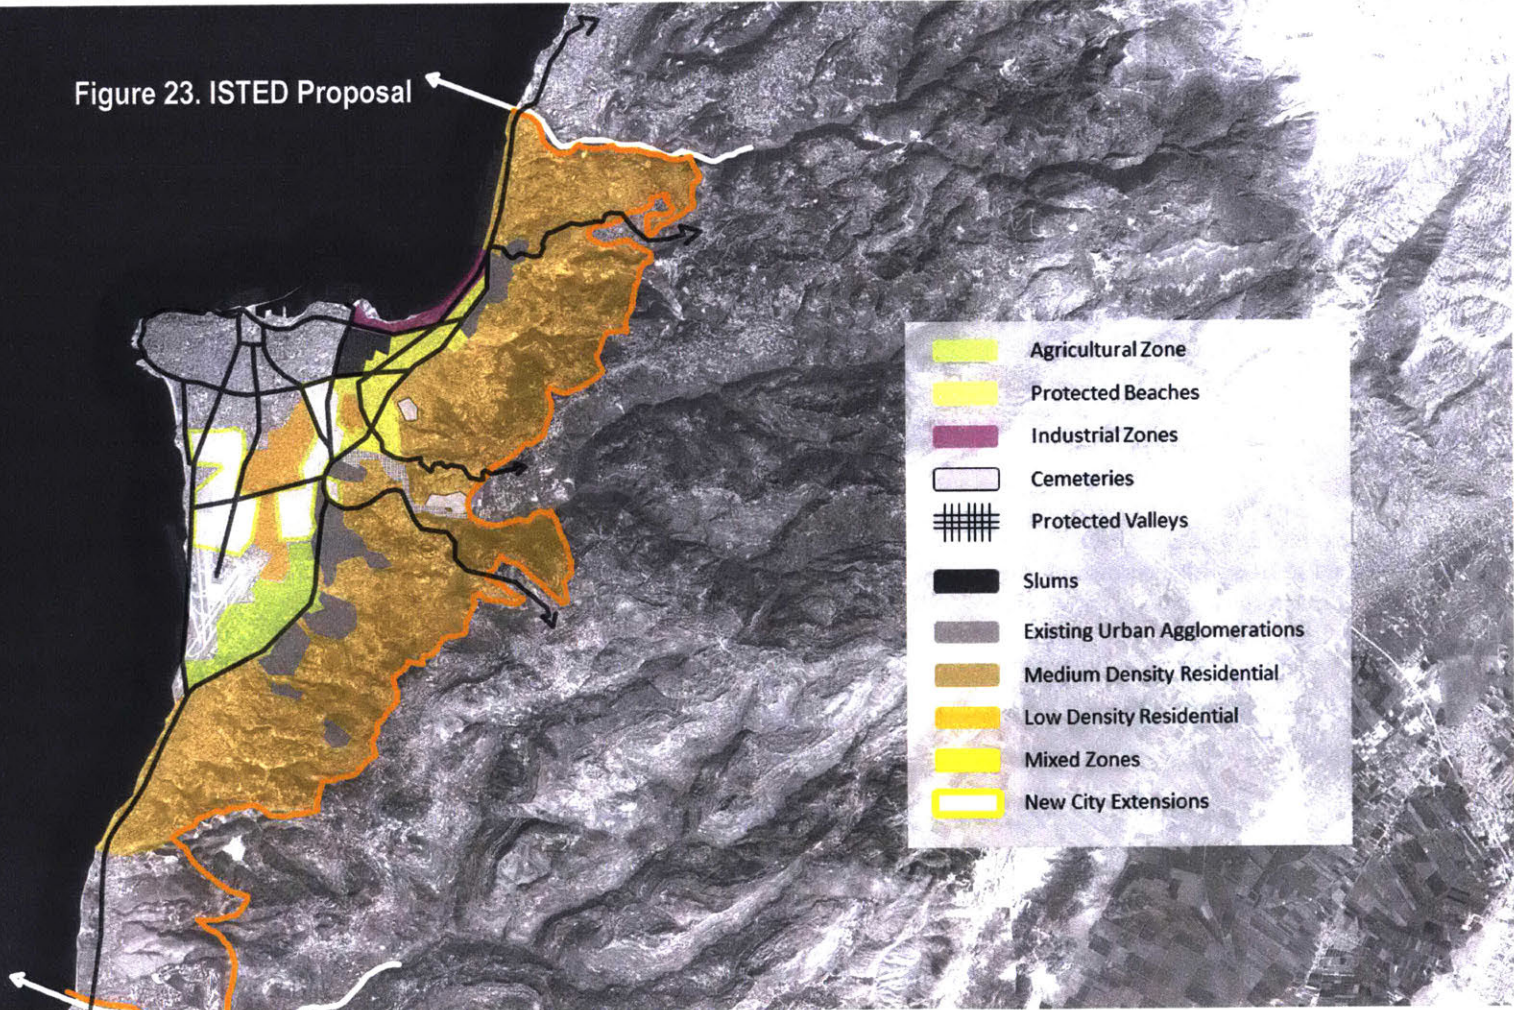 Figure 23. ISTED Proposal
Agricultural Zone
Protected Beaches
Industrial Zones
Cemeteries
Protected Valleys
Slums
Existing Urban Agglomerations
Medium Density Residential
Low Density Residential
Mixed Zones
New City Extensions